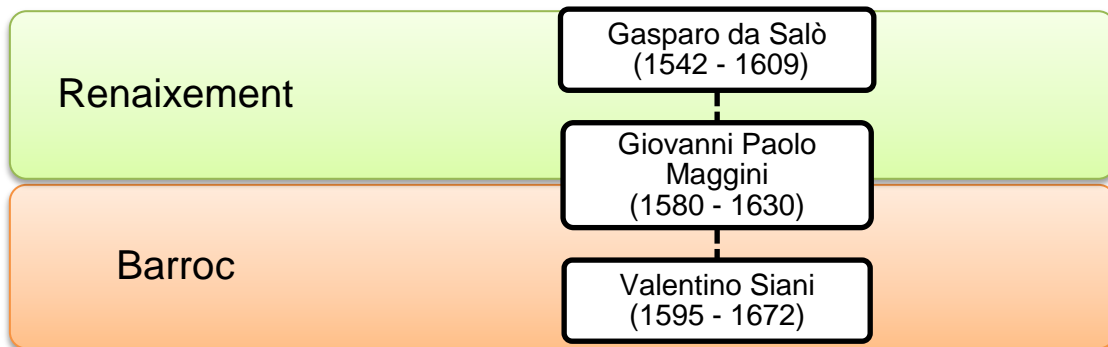 Gasparo da Salò
(1542 - 1609)
Renaixement
Giovanni Paolo
Maggini
(1580 - 1630)
Barroc
Valentino Siani
(1595 - 1672)